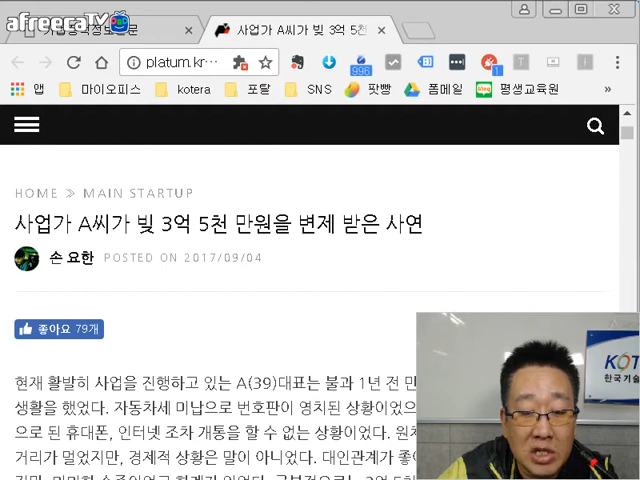 afreecaTV
사업가 A씨가 빚 3억 5천
platum.kr…
996
1
앱
마이오피스
kotera
포탈
SNS
팟빵
폼메일
평생교육원
»
HOME ≫ MAIN STARTUP
사업가 A씨가 빚 3억 5천 만원을 변제 받은 사연
손 요한 POSTED ON 2017/09/04
좋아요 79개
현재 활발히 사업을 진행하고 있는 A(39)대표는 불과 1년 전 만
생활을 했었다. 자동차세 미납으로 번호판이 영치된 상황이었으
으로 된 휴대폰, 인터넷 조차 개통을 할 수 없는 상황이었다. 원치
거리가 멀었지만, 경제적 상황은 말이 아니었다. 대인관계가 좋아
KOT
한국기술